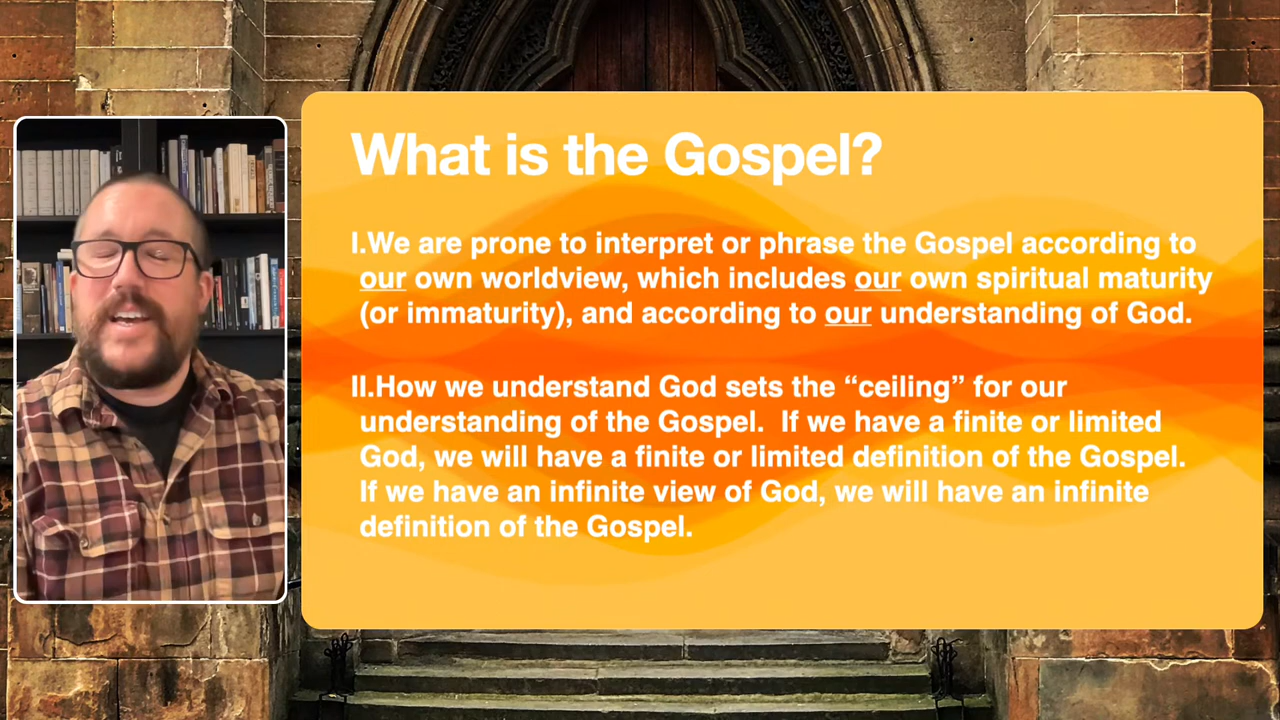 What is the Gospel?
I.We are prone to interpret or phrase the Gospel according to
our own worldview, which includes our own spiritual maturity
(or immaturity), and according to our understanding of God.
II.How we understand God sets the “ceiling” for our
understanding of the Gospel.  If we have a finite or limited
God, we will have a finite or limited definition of the Gospel.
If we have an infinite view of God, we will have an infinite
definition of the Gospel.